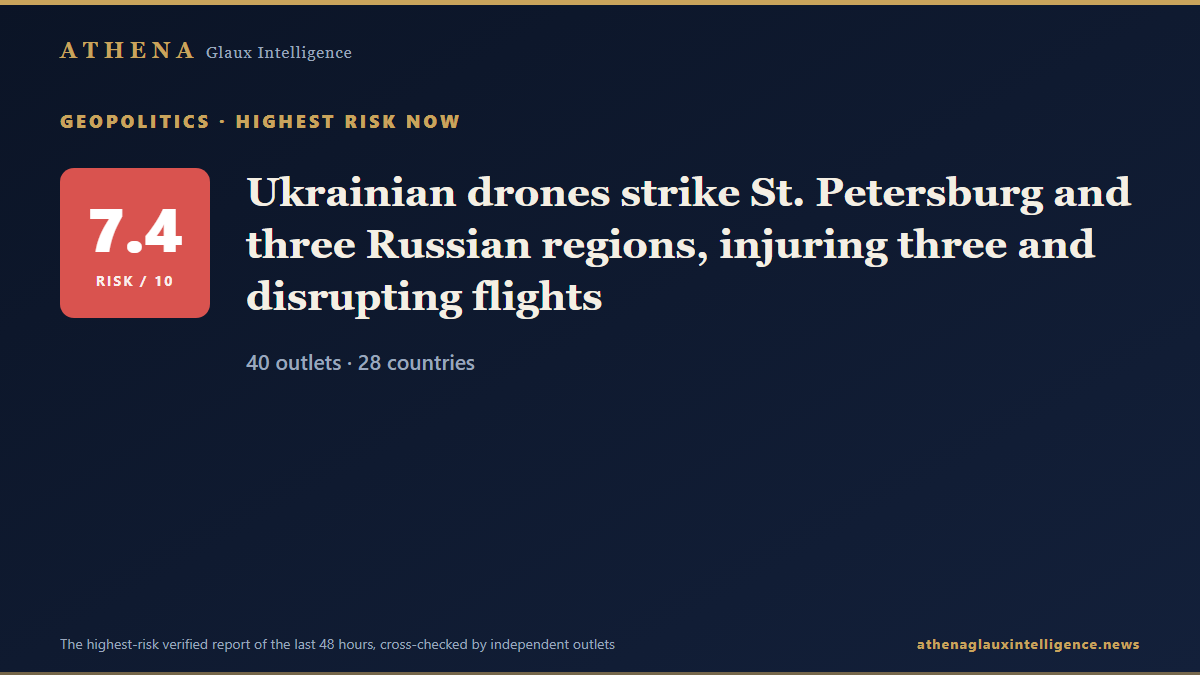 ATHENA Glaux Intelligence
GEOPOLITICS · HIGHEST RISK NOW
7.4
RISK / 10
Ukrainian drones strike St. Petersburg and
three Russian regions, injuring three and
disrupting flights
40 outlets · 28 countries
The highest-risk verified report of the last 48 hours, cross-checked by independent outlets
athenaglauxintelligence.news